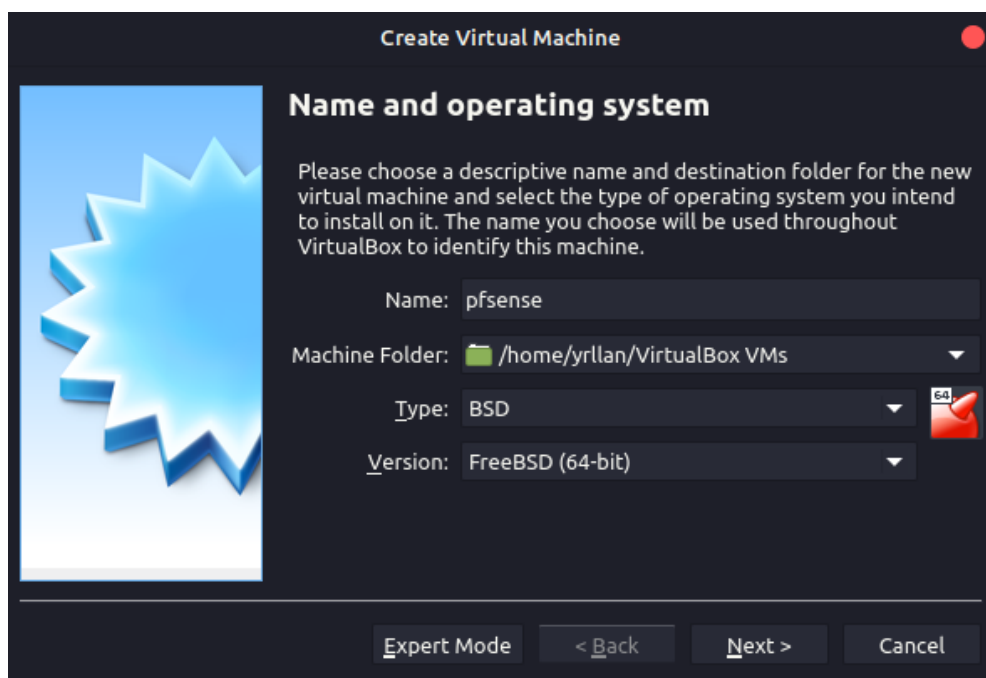 Create Virtual Machine
Name and operating system
Please choose a descriptive name and destination folder for the new
virtual machine and select the type of operating system you intend
to install on it. The name you choose will be used throughout
VirtualBox to identify this machine.
Name: pfsense
Machine Folder: /home/yrllan/VirtualBox VMs
Type: BSD
64
Version: FreeBSD (64-bit)
Expert Mode < Back Next > Cancel